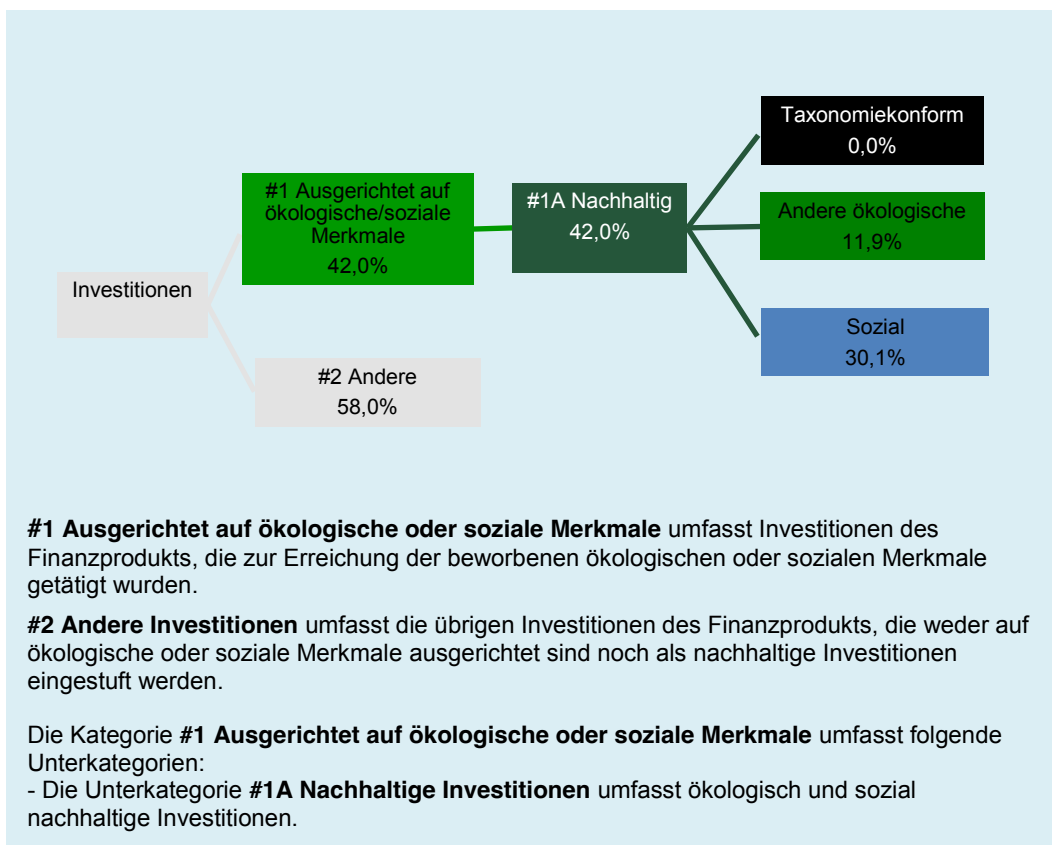 Taxonomiekonform
0,0%
#1 Ausgerichtet auf
ökologische/soziale
Merkmale
42,0%
#1A Nachhaltig
42,0%
Andere ökologische
11,9%
Investitionen
Sozial
30,1%
#2 Andere
58,0%
#1 Ausgerichtet auf ökologische oder soziale Merkmale umfasst Investitionen des
Finanzprodukts, die zur Erreichung der beworbenen ökologischen oder sozialen Merkmale
getätigt wurden.
#2 Andere Investitionen umfasst die übrigen Investitionen des Finanzprodukts, die weder auf
ökologische oder soziale Merkmale ausgerichtet sind noch als nachhaltige Investitionen
eingestuft werden.
Die Kategorie #1 Ausgerichtet auf ökologische oder soziale Merkmale umfasst folgende
Unterkategorien:
- Die Unterkategorie #1A Nachhaltige Investitionen umfasst ökologisch und sozial
nachhaltige Investitionen.